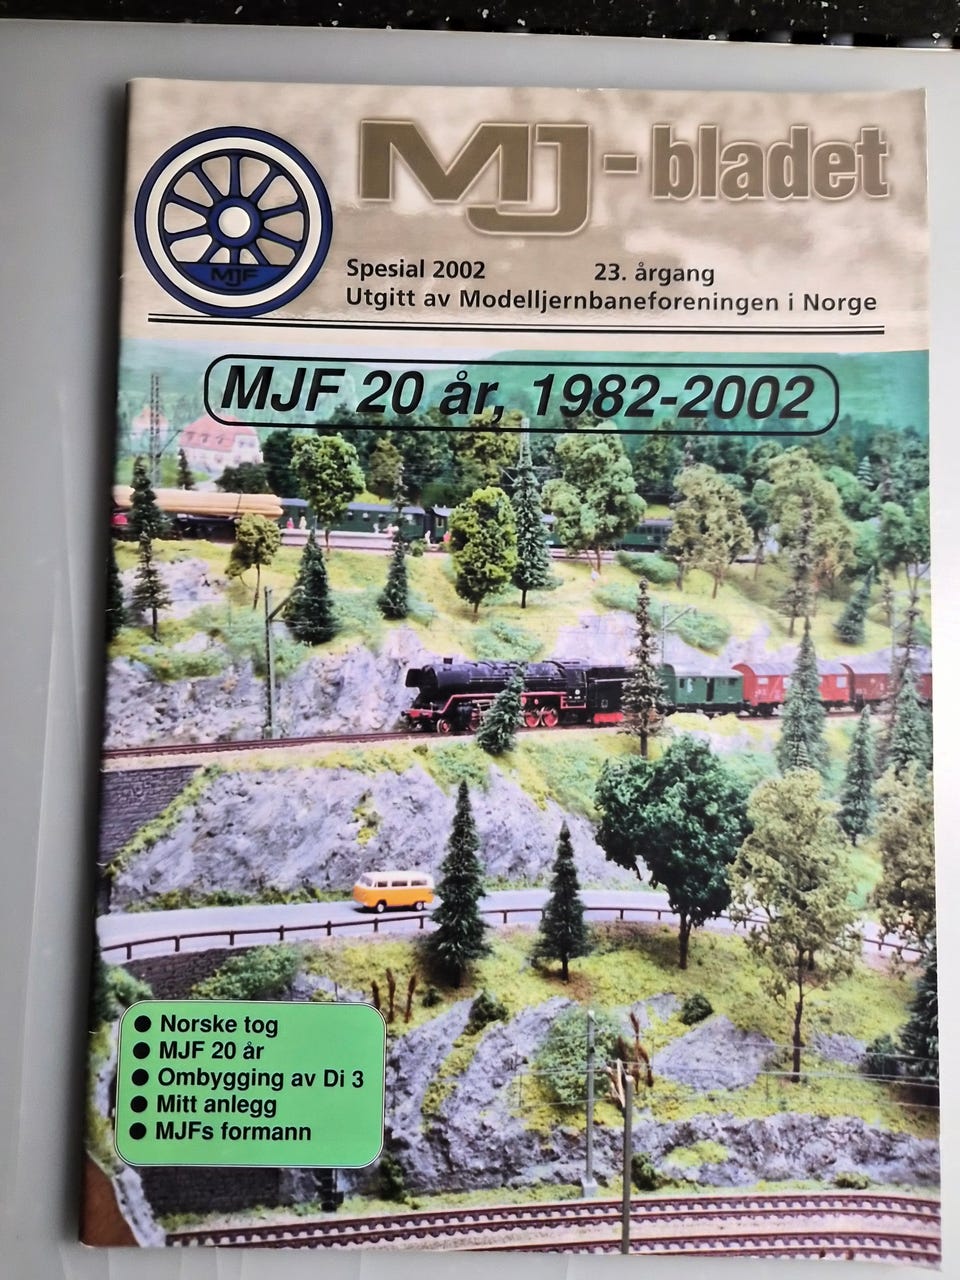 MJ-bladet
MJF
Spesial 2002 23. årgang
Utgitt av Modelljernbaneforeningen i Norge
MJF 20 år, 1982-2002
● Norske tog
● MJF 20 år
● Ombygging av Di 3
● Mitt anlegg
● MJFs formann